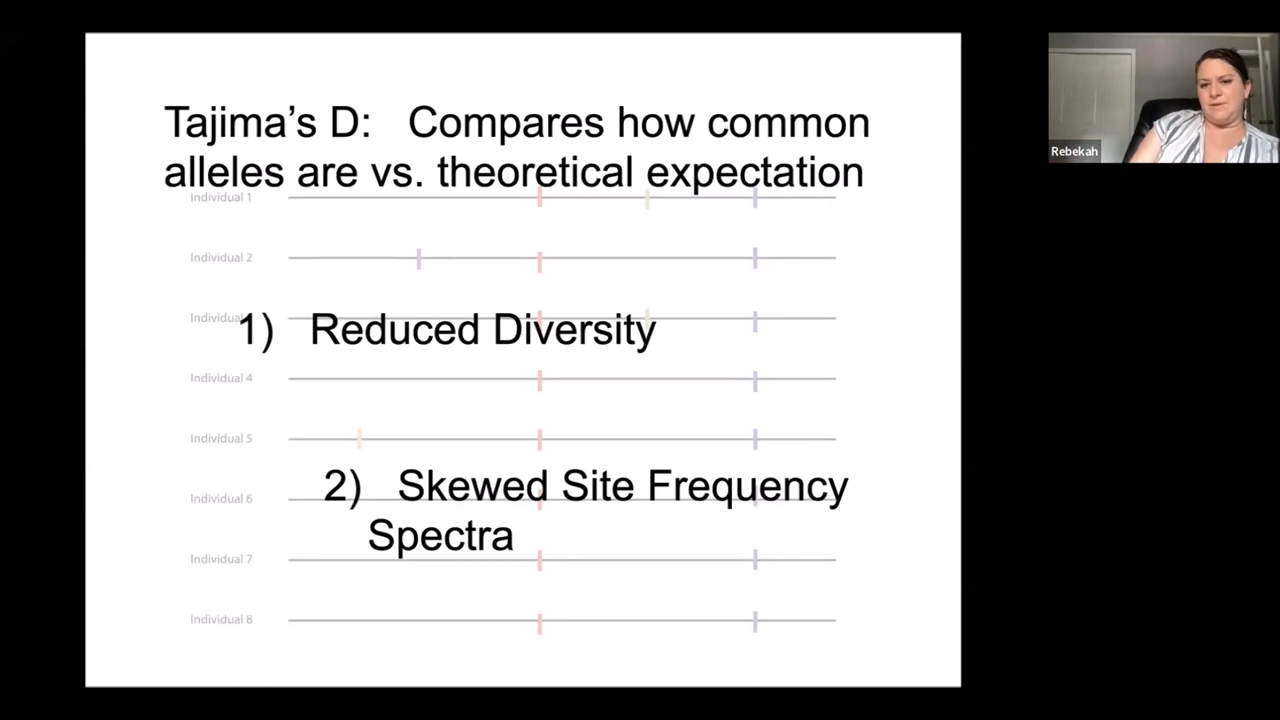 Tajima's D: Compares how common
alleles are vs. theoretical expectation
Individual 1
Individual 2
Individual
1) Reduced Diversity
Individual 4
Individual 5
2) Skewed Site Frequency
Individual 6
Spectra
Individual 7
Individual 8
Rebekah